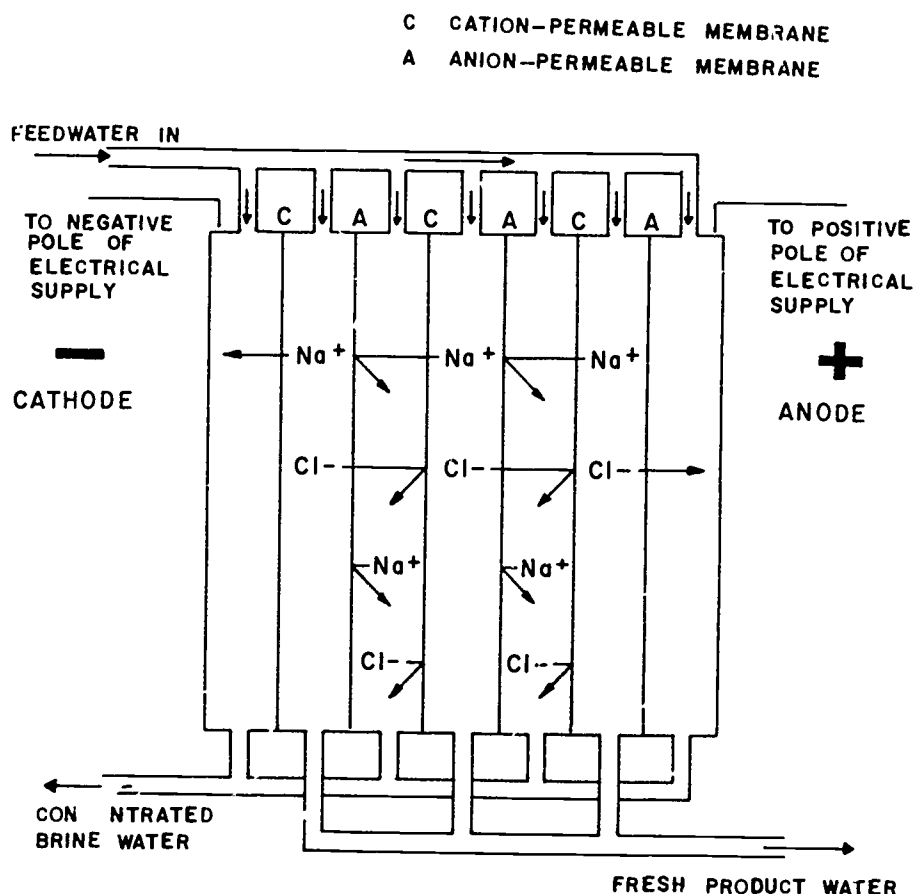 C CATION-PERMEABLE MEMBRANE
A ANION-PERMEABLE MEMBRANE
FEEDWATER IN
C A C A C A
TO NEGATIVE
POLE OF
ELECTRICAL
SUPPLY
TO POSITIVE
POLE OF
ELECTRICAL
SUPPLY
−
+
CATHODE
ANODE
Na+ Na+ Na+
Cl- Cl- Cl-
Na+ Na+
Cl- Cl-
CON NTRATED
BRINE WATER
FRESH PRODUCT WATER